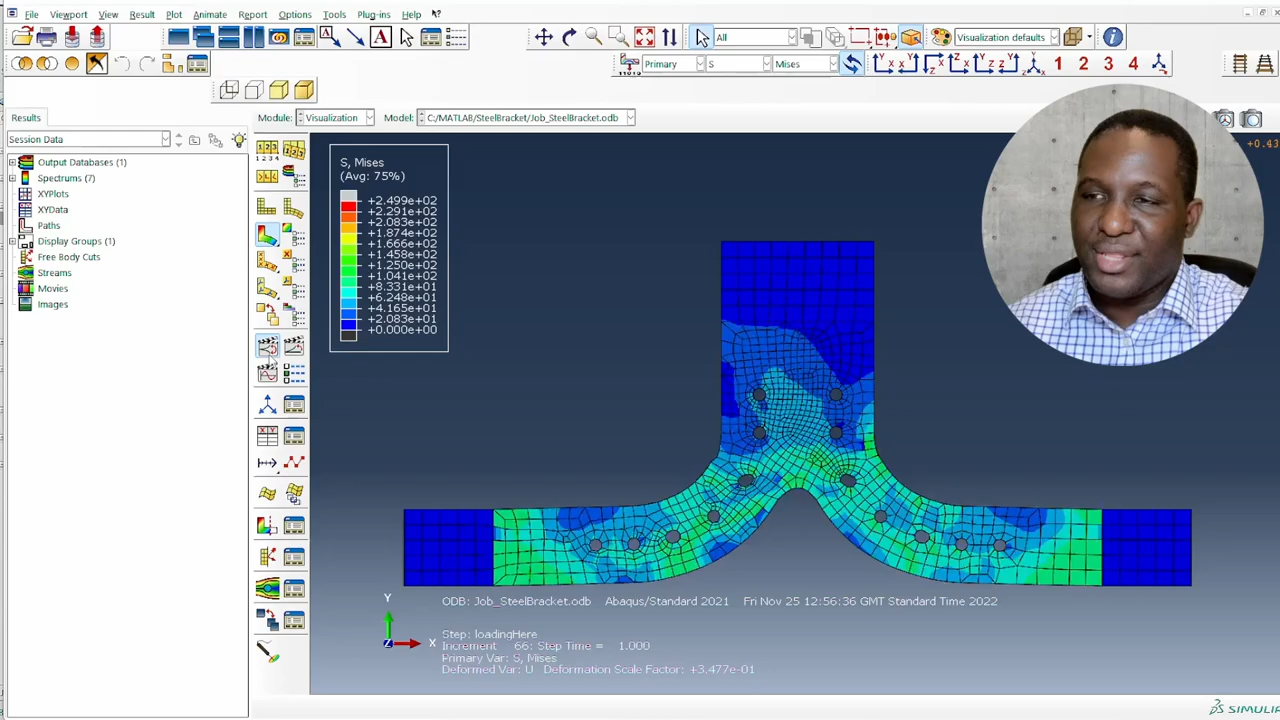 File Viewport View Result Plot Animate Report Options Tools Plug-ins Help
All
Visualization defaults
Primary S Mises
1 2 3 4
Results
Module: Visualization Model: C:/MATLAB/SteelBracket/Job_SteelBracket.odb
Session Data
Output Databases (1)
Spectrums (7)
XYPlots
XYData
Paths
Display Groups (1)
Free Body Cuts
Streams
Movies
Images
S, Mises
(Avg: 75%)
+2.499e+02
+2.291e+02
+2.083e+02
+1.874e+02
+1.666e+02
+1.458e+02
+1.250e+02
+1.041e+02
+8.331e+01
+6.248e+01
+4.165e+01
+2.083e+01
+0.000e+00
+0.43
Y
X
Z
ODB: Job_SteelBracket.odb Fri Nov 25 12:56:36 GMT Standard Time 2022
Step: loadingHere
Increment 66: Step Time = 1.000
Primary Var: S, Mises
Deformed Var: U Deformation Scale Factor: +3.477e-01
SIMULIA